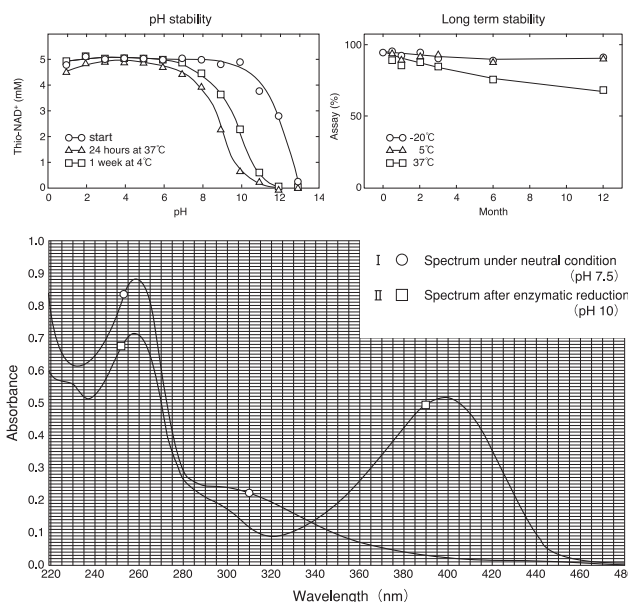 pH stability
Thio-NAD⁺ (mM)
6
5
4
3
2
1
0
start
24 hours at 37℃
1 week at 4℃
0 2 4 6 8 10 12 14
pH
Long term stability
Assay (%)
100
50
0
-20℃
5℃
37℃
0 2 4 6 8 10 12
Month
Absorbance
1.0
0.9
0.8
0.7
0.6
0.5
0.4
0.3
0.2
0.1
0.0
Ⅰ Spectrum under neutral condition
(pH 7.5)
Ⅱ Spectrum after enzymatic reduction
(pH 10)
220 240 260 280 300 320 340 360 380 400 420 440 460 480
Wavelength (nm)